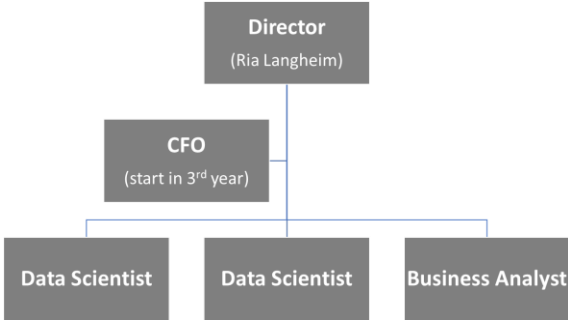 Director
(Ria Langheim)
CFO
(start in 3rd year)
Data Scientist
Data Scientist
Business Analyst